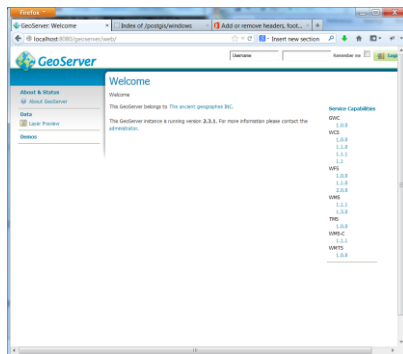 Firefox
GeoServer: Welcome
Index of /postgis/windows
Add or remove headers, foot...
localhost:8080/geoserver/web/
Insert new section
GeoServer
Username
Remember me
About & Status
About GeoServer
Data
Layer Preview
Demos
Welcome
Welcome
This GeoServer belongs to The ancient geographes INC.
This GeoServer instance is running version 2.3.1. For more information please contact the
administrator.
Service Capabilities
GWC
1.0.0
WCS
1.0.0
1.1.0
1.1.1
1.1
WFS
1.0.0
1.1.0
2.0.0
WMS
1.1.1
1.3.0
TMS
1.0.0
WMS-C
1.1.1
WMTS
1.0.0